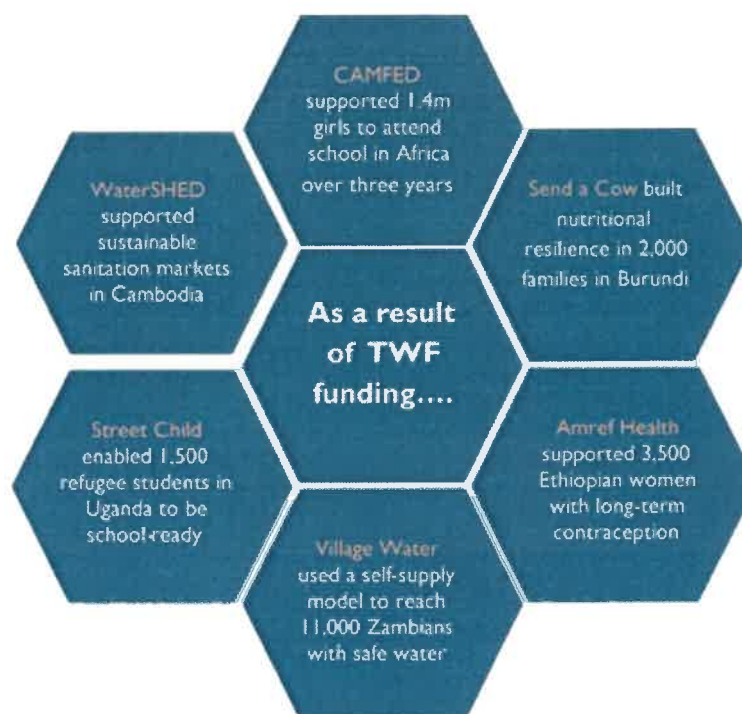 CAMFED
supported 1.4m
girls to attend
school in Africa
over three years
WaterSHED
supported
sustainable
sanitation markets
in Cambodia
Send a Cow built
nutritional
resilience in 2,000
families in Burundi
As a result
of TWF
funding....
Street Child
enabled 1,500
refugee students in
Uganda to be
school-ready
Amref Health
supported 3,500
Ethiopian women
with long-term
contraception
Village Water
used a self-supply
model to reach
11,000 Zambians
with safe water